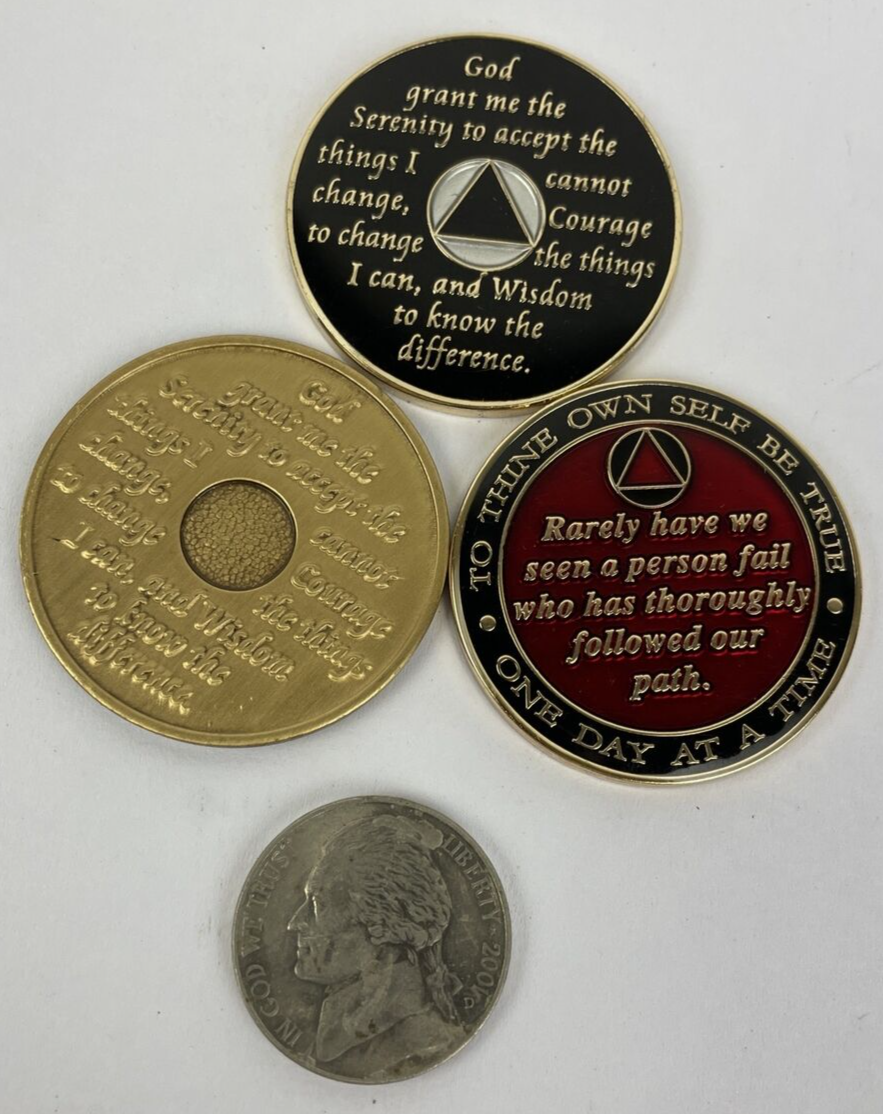 God
grant me the
Serenity to accept the
things I cannot
change, Courage
to change the things
I can, and Wisdom
to know the
difference.
God
grant me the
Serenity to accept the
things I cannot
change, Courage
to change the things
I can, and Wisdom
to know the
difference.
TO THINE OWN SELF BE TRUE
Rarely have we
seen a person fail
who has thoroughly
followed our
path.
• ONE DAY AT A TIME •
IN GOD WE TRUS
LIBERTY * 2001
D